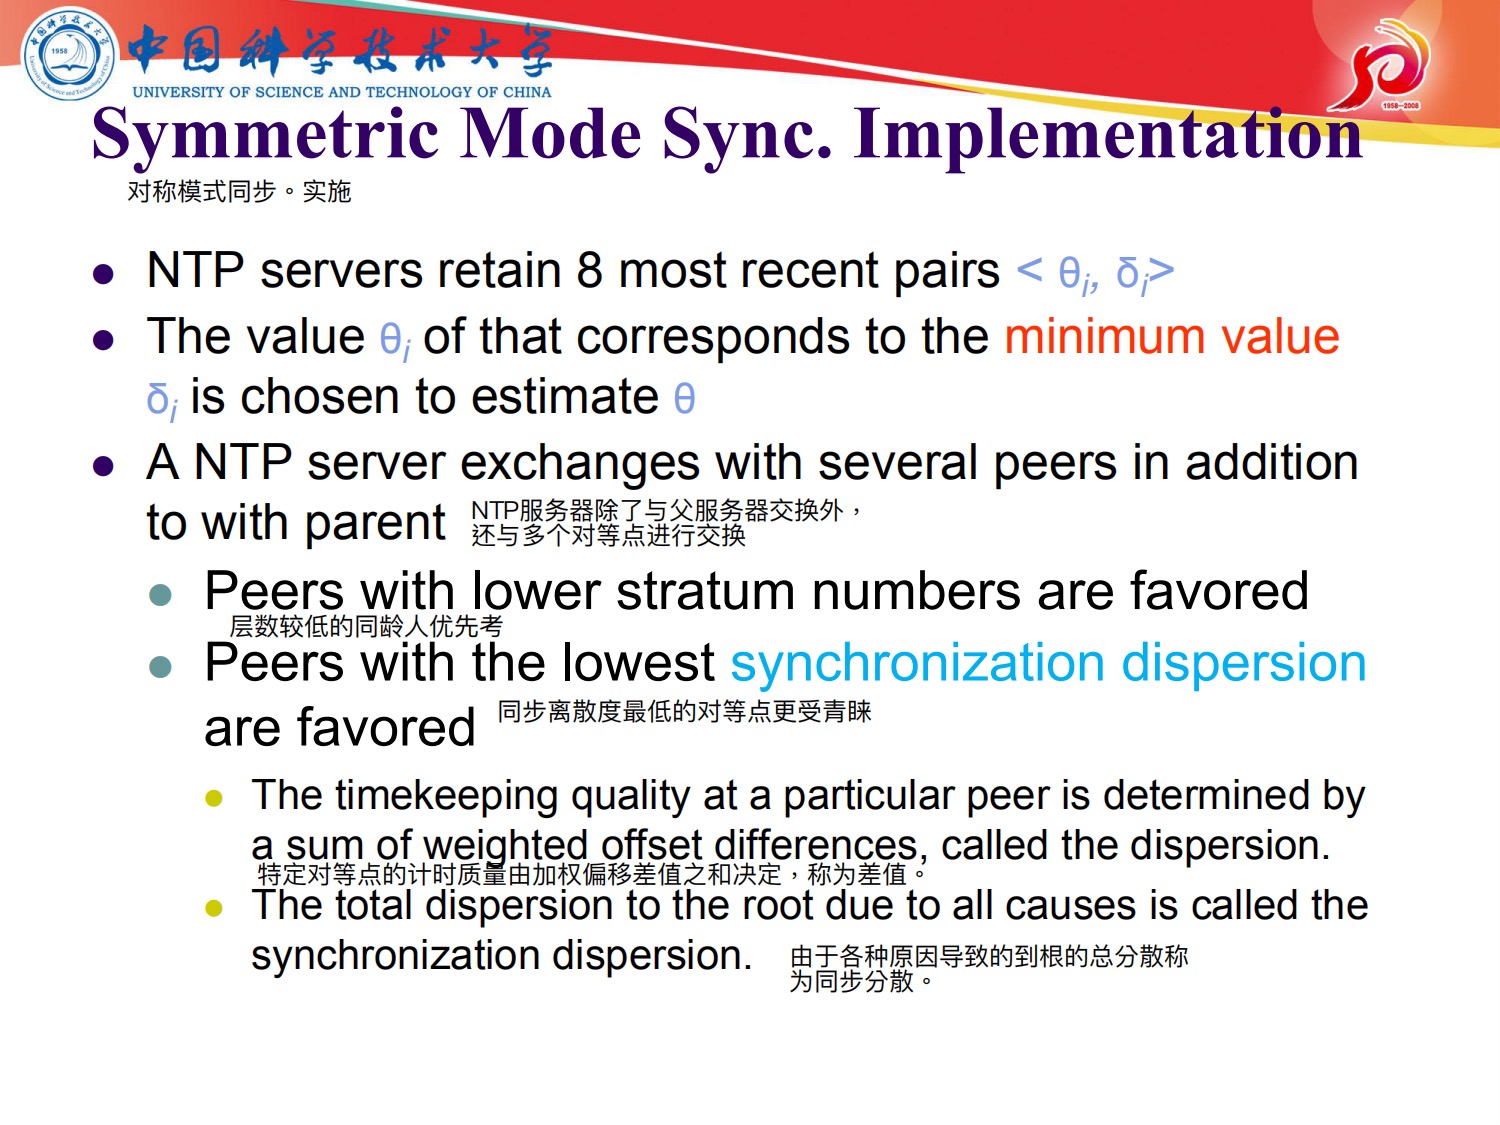 中国科学技术大学
UNIVERSITY OF SCIENCE AND TECHNOLOGY OF CHINA
1958
1958-2008
Symmetric Mode Sync. Implementation
对称模式同步。实施
NTP servers retain 8 most recent pairs < θi, δi>
The value θi of that corresponds to the minimum value
δi is chosen to estimate θ
A NTP server exchanges with several peers in addition
to with parent
NTP服务器除了与父服务器交换外，
还与多个对等点进行交换
Peers with lower stratum numbers are favored
层数较低的同龄人优先考
Peers with the lowest synchronization dispersion
are favored
同步离散度最低的对等点更受青睐
The timekeeping quality at a particular peer is determined by
a sum of weighted offset differences, called the dispersion.
特定对等点的计时质量由加权偏移差值之和决定，称为差值。
The total dispersion to the root due to all causes is called the
synchronization dispersion.
由于各种原因导致的到根的总分散称
为同步分散。